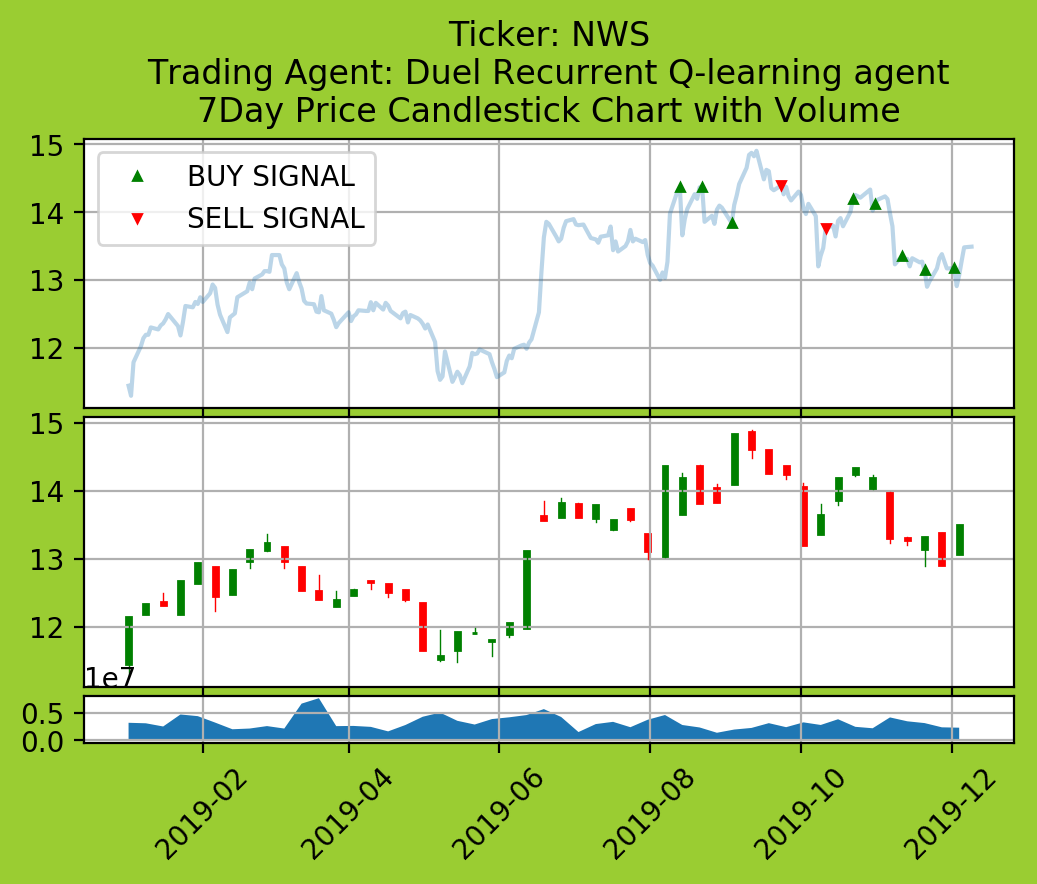 Ticker: NWS
Trading Agent: Duel Recurrent Q-learning agent
7Day Price Candlestick Chart with Volume
15
14
13
12
BUY SIGNAL
SELL SIGNAL
15
14
13
12
1e7
0.5
0.0
2019-02
2019-04
2019-06
2019-08
2019-10
2019-12